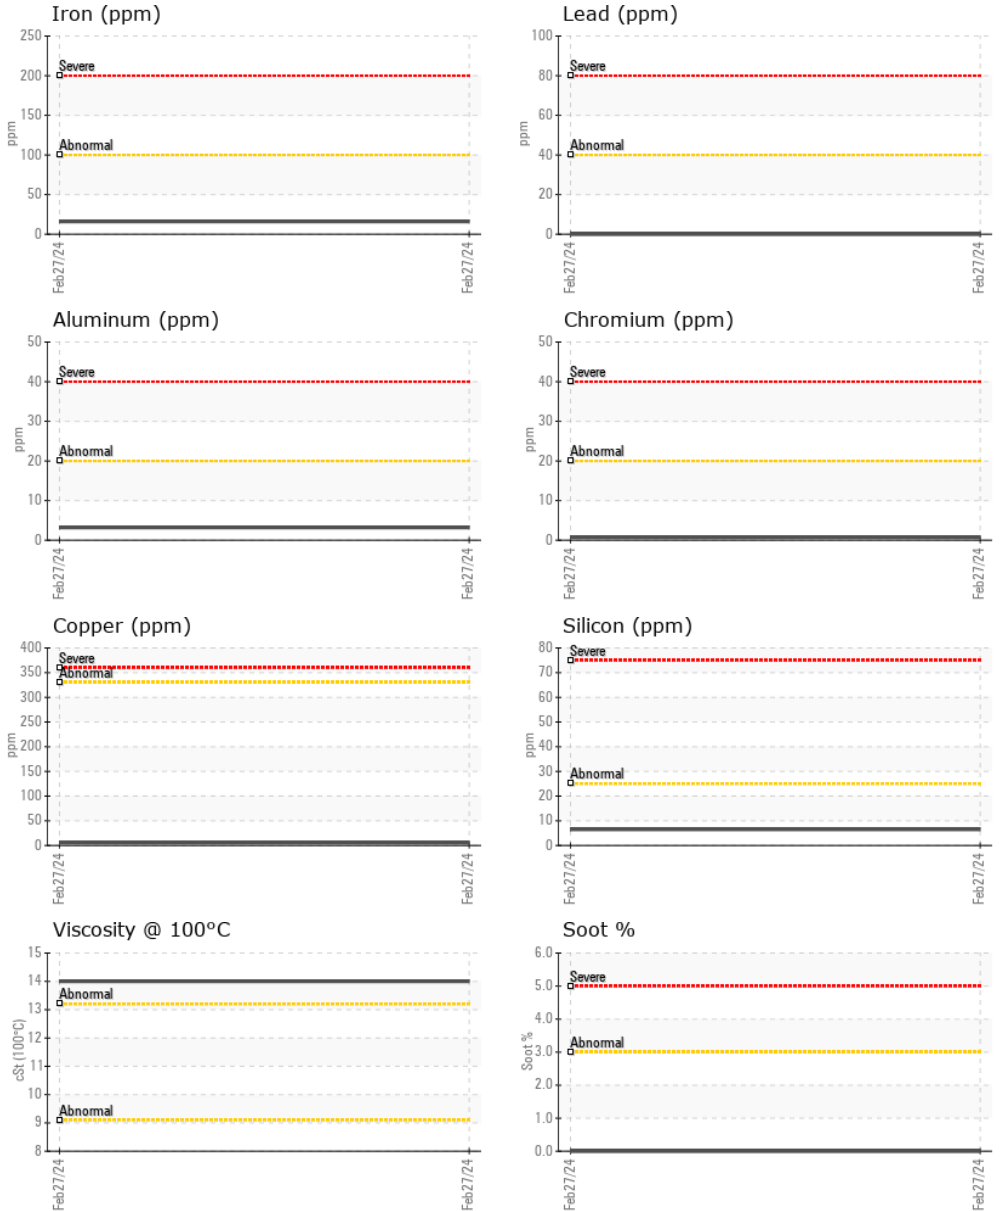 Iron (ppm)
250
200
150
100
50
0
ppm
Severe
Abnormal
Feb27/24
Feb27/24
Lead (ppm)
100
80
60
40
20
0
ppm
Severe
Abnormal
Feb27/24
Feb27/24
Aluminum (ppm)
50
40
30
20
10
0
ppm
Severe
Abnormal
Feb27/24
Feb27/24
Chromium (ppm)
50
40
30
20
10
0
ppm
Severe
Abnormal
Feb27/24
Feb27/24
Copper (ppm)
400
350
300
250
200
150
100
50
0
ppm
Severe
Abnormal
Feb27/24
Feb27/24
Silicon (ppm)
80
70
60
50
40
30
20
10
0
ppm
Severe
Abnormal
Feb27/24
Feb27/24
Viscosity @ 100°C
15
14
13
12
11
10
9
8
cSt (100°C)
Abnormal
Abnormal
Feb27/24
Feb27/24
Soot %
6.0
5.0
4.0
3.0
2.0
1.0
0.0
Soot %
Severe
Abnormal
Feb27/24
Feb27/24